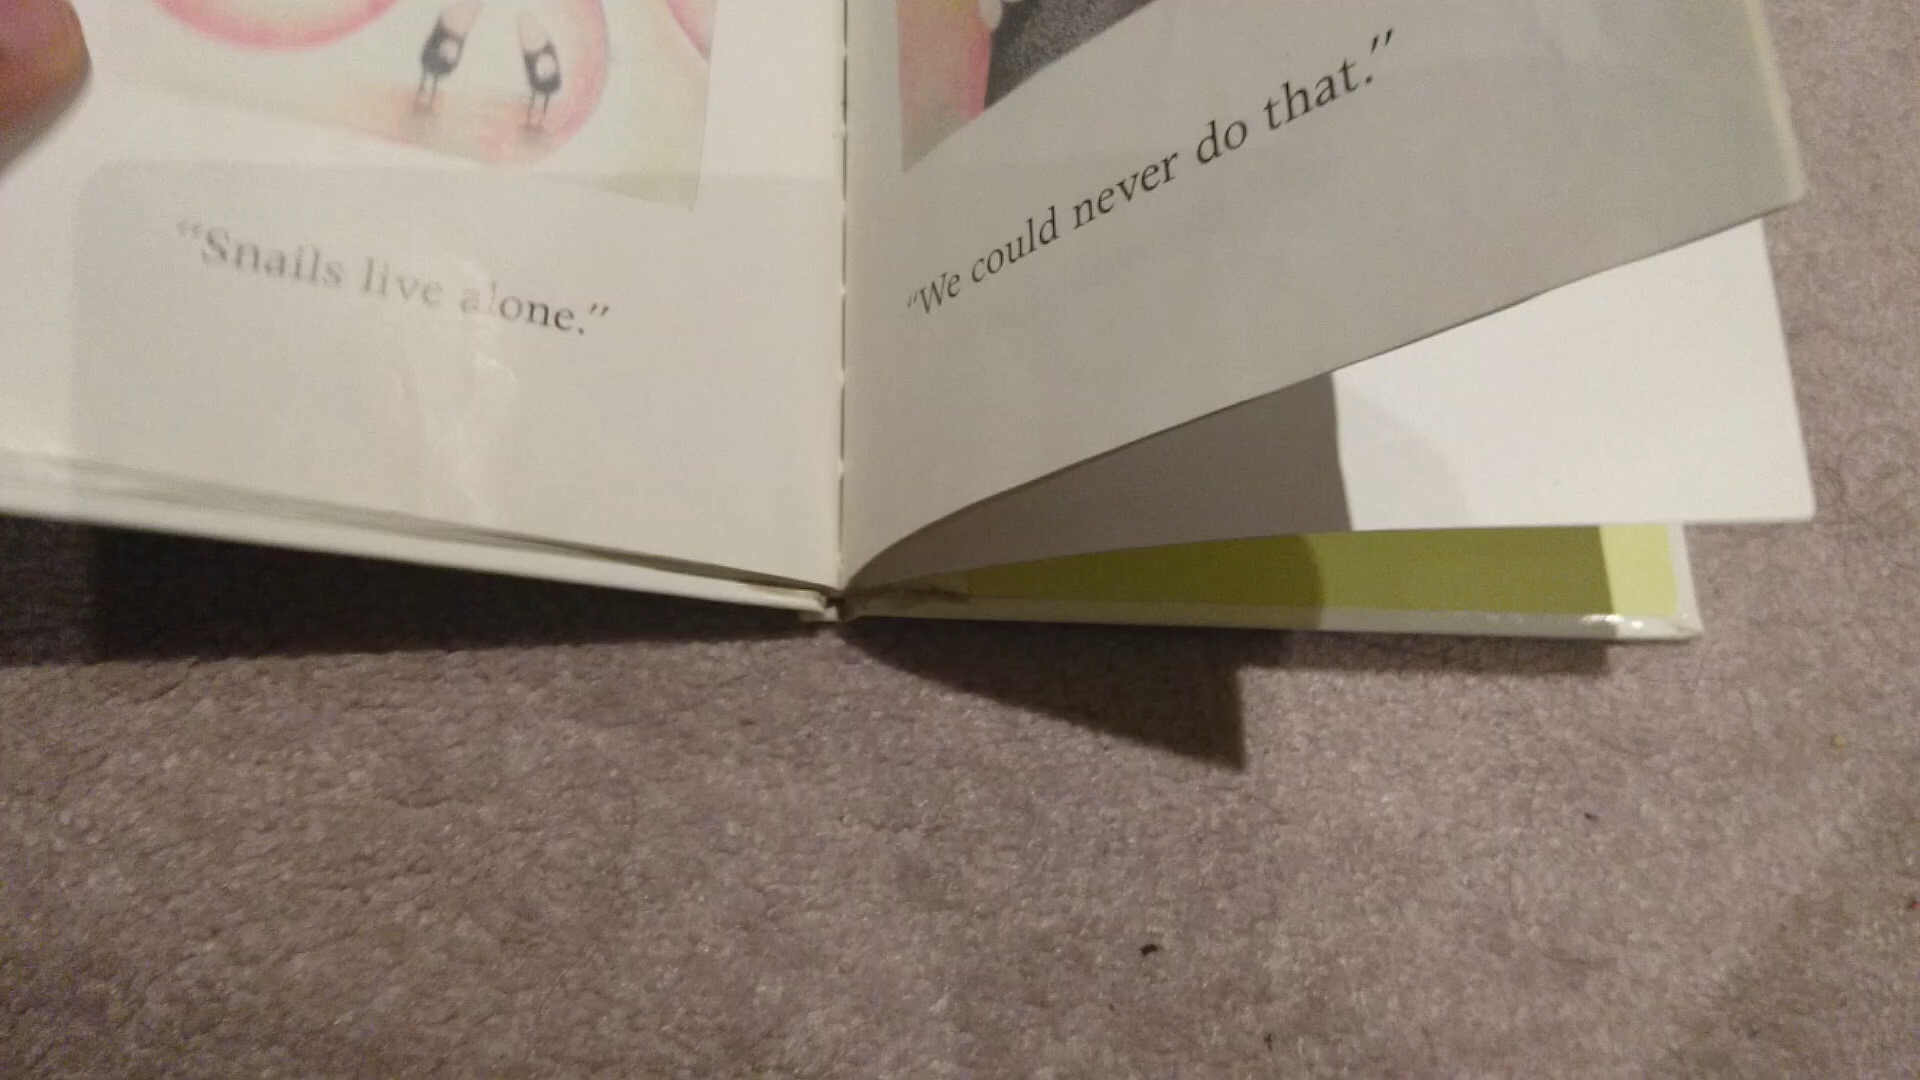 “Snails live alone.”
“We could never do that.”